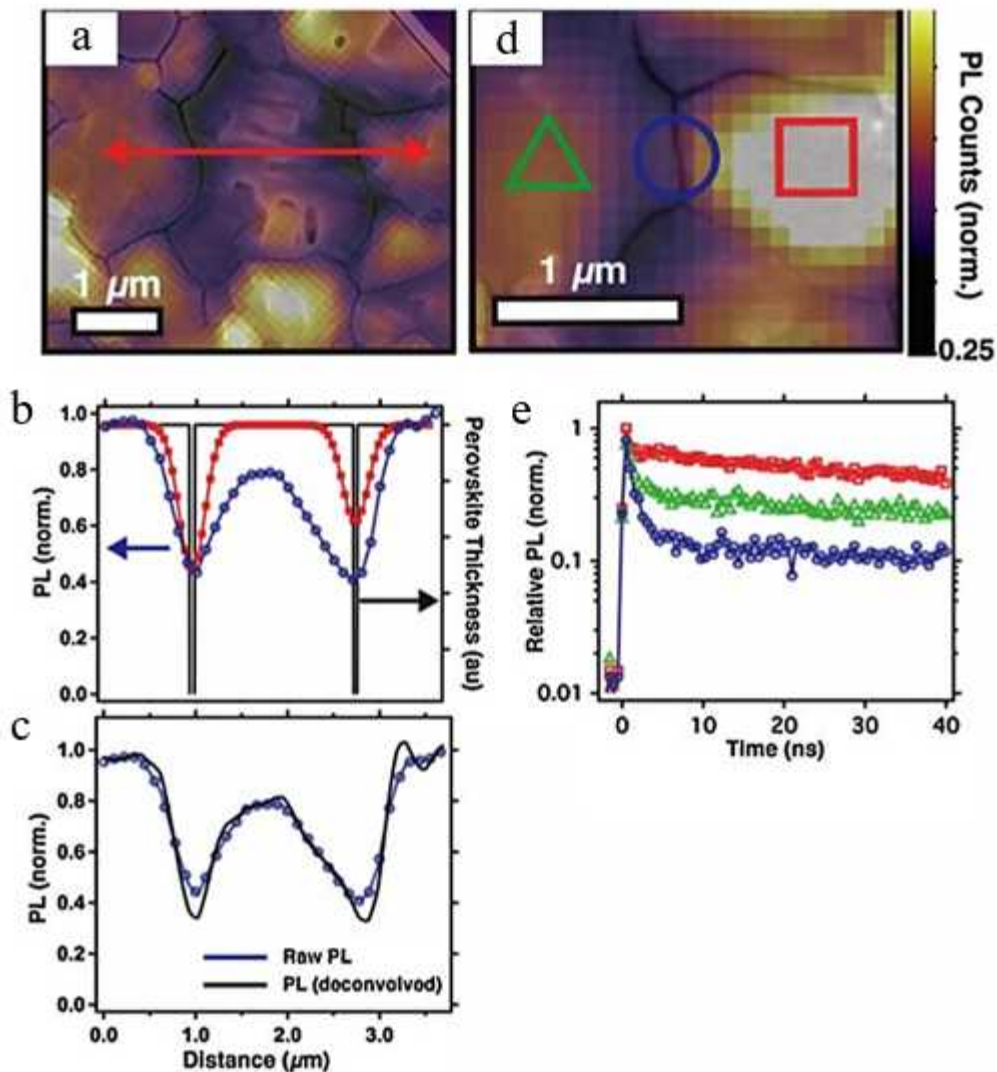 a
1 µm
d
1 µm
PL Counts (norm.)
0.25
b
1.0
0.8
0.6
0.4
0.2
0.0
PL (norm.)
Perovskite Thickness (au)
e
1
0.1
0.01
Relative PL (norm.)
0
10
20
30
40
Time (ns)
c
1.0
0.8
0.6
0.4
0.2
0.0
PL (norm.)
Raw PL
PL (deconvolvod)
0.0
1.0
2.0
3.0
Distance (µm)